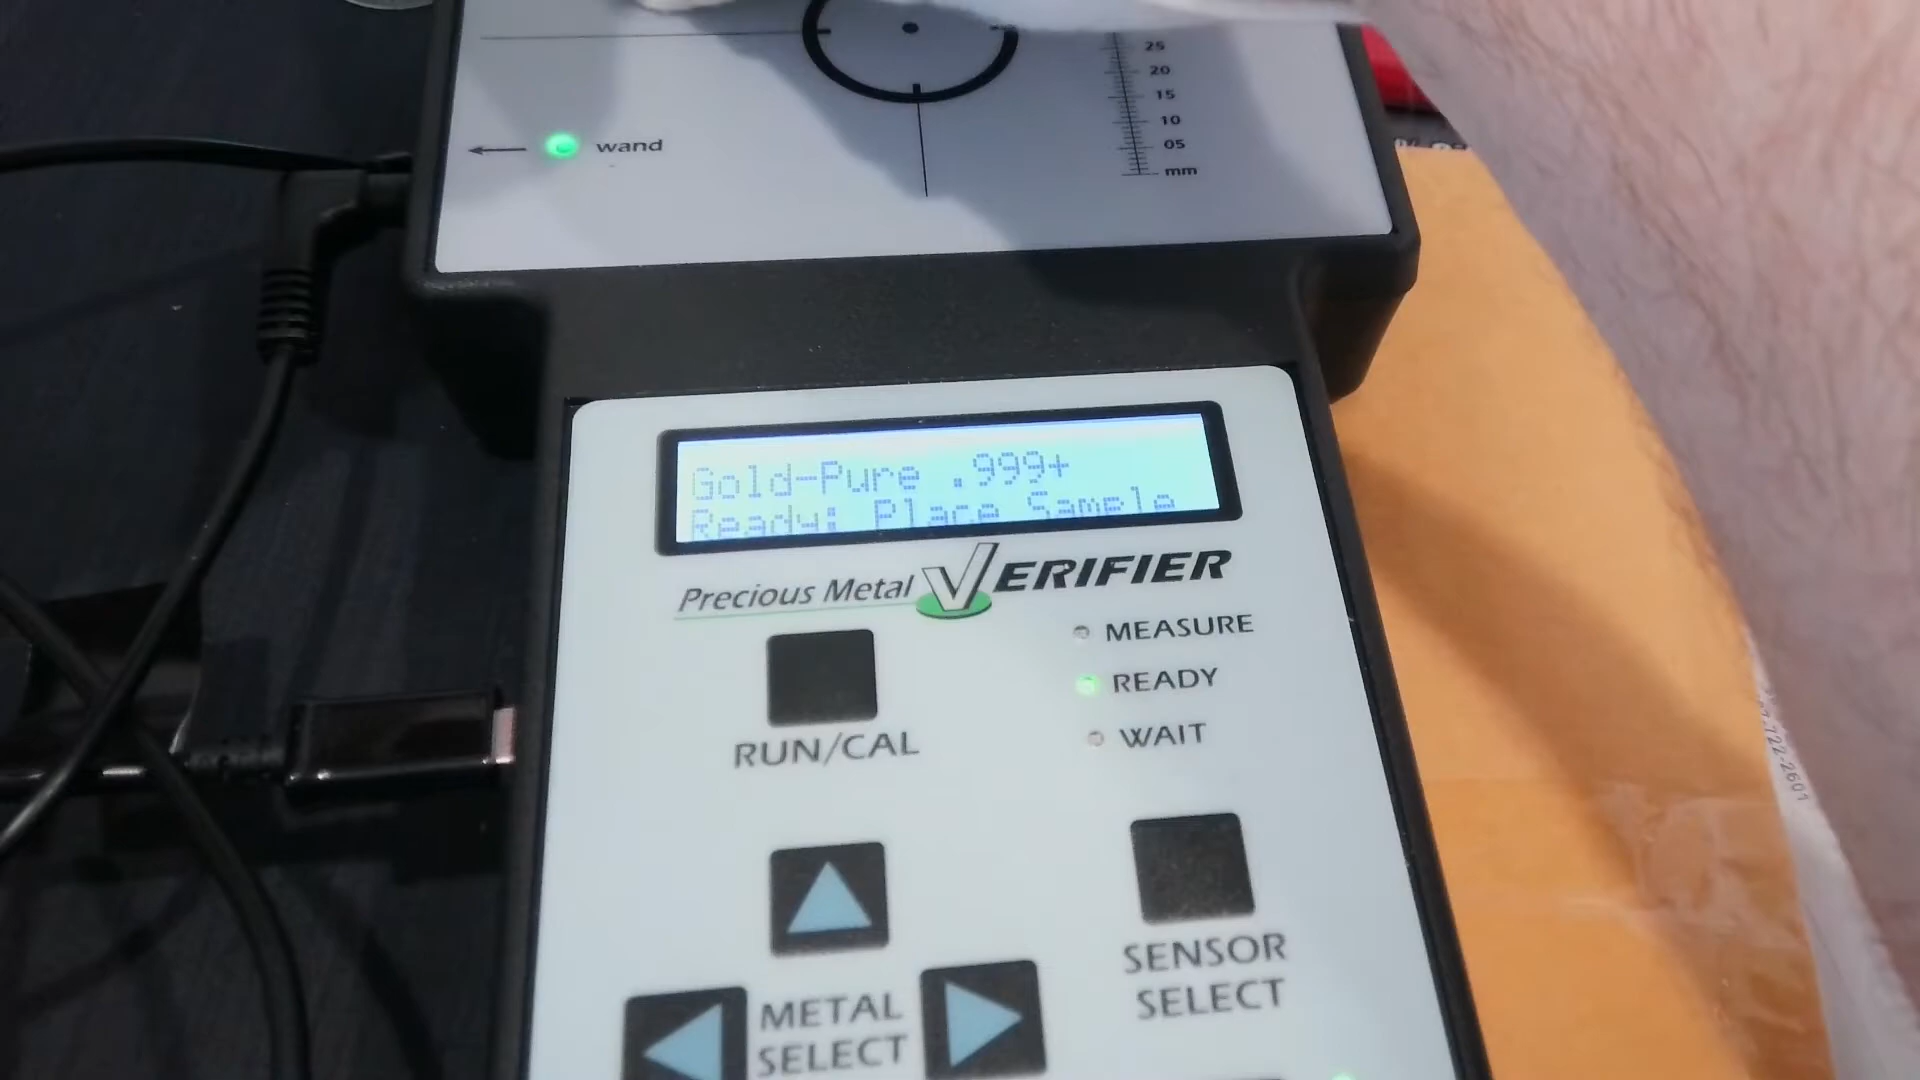 25
20
15
10
05
mm
wand
Gold-Pure .999+
Ready: Place Sample
Precious Metal VERIFIER
MEASURE
READY
WAIT
RUN/CAL
SENSOR
SELECT
METAL
SELECT